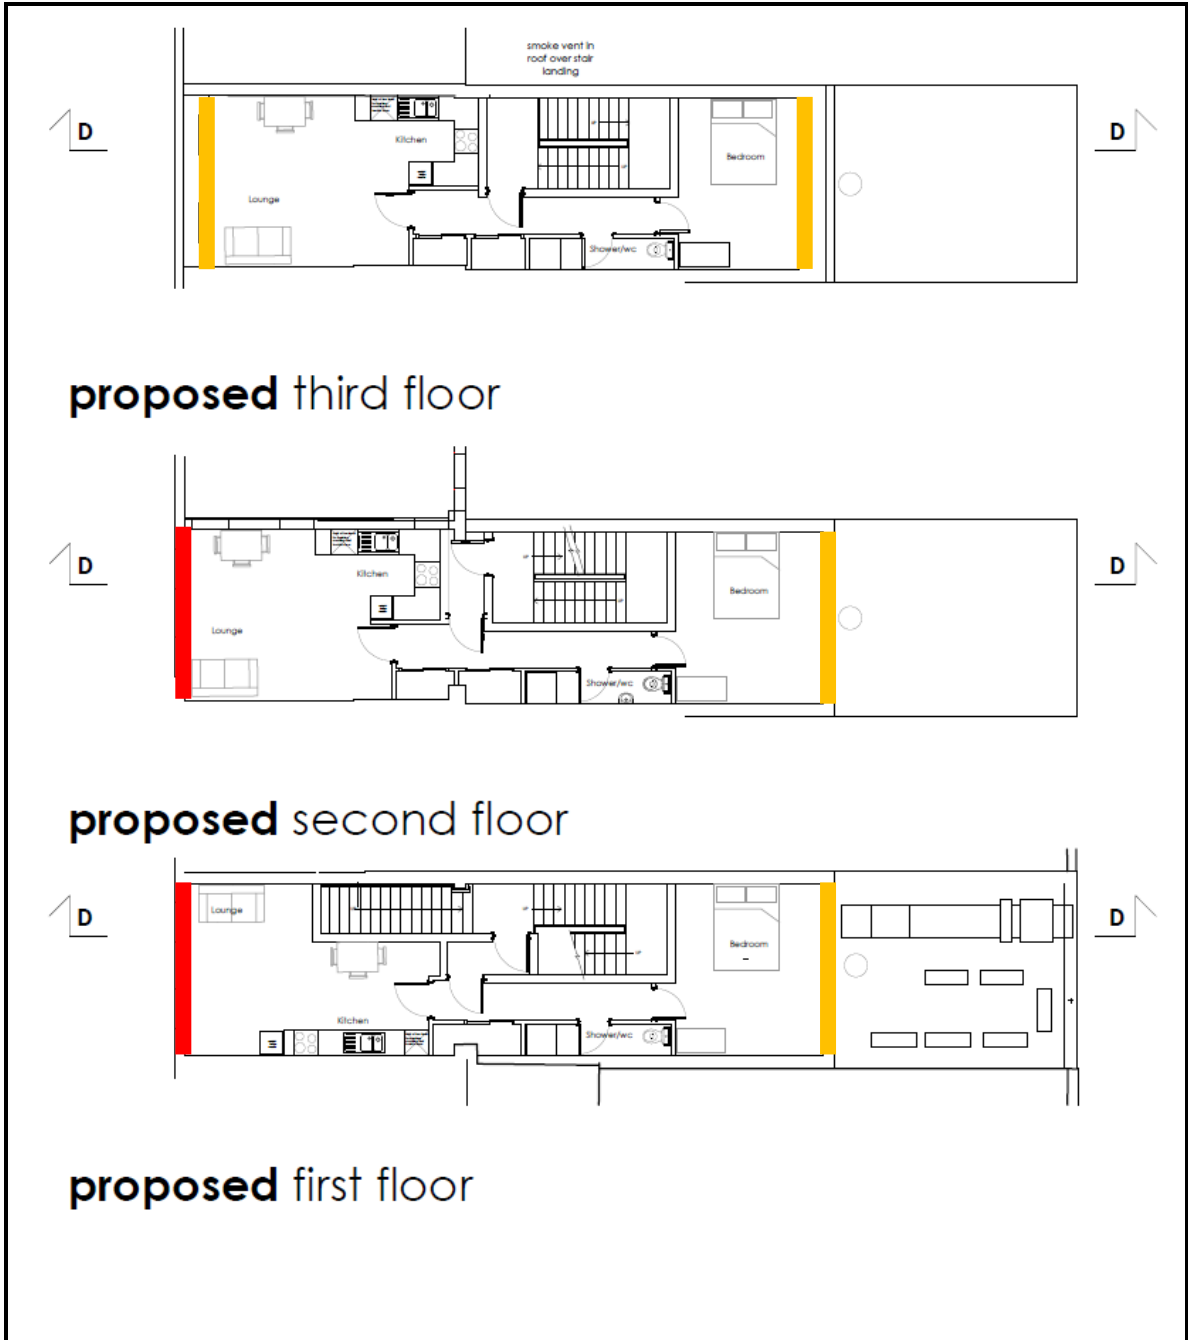 smoke vent in
roof over stair
landing
D
D
Kitchen
Bedroom
Lounge
Shower/wc
proposed third floor
D
D
Kitchen
Bedroom
Lounge
Shower/wc
proposed second floor
Lounge
D
D
Bedroom
Kitchen
Shower/wc
proposed first floor